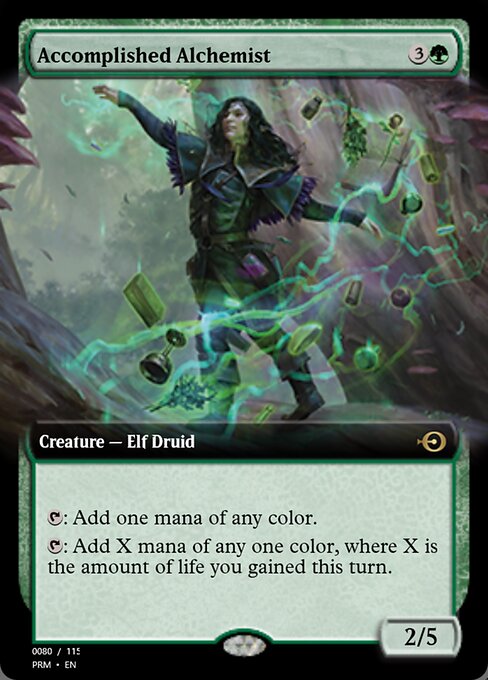 Accomplished Alchemist 3
Creature — Elf Druid
: Add one mana of any color.
: Add X mana of any one color, where X is
the amount of life you gained this turn.
2/5
0080 / 115
PRM • EN